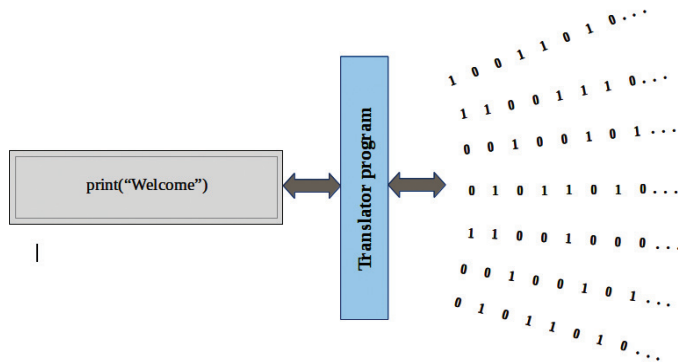 print(“Welcome”)
Translator program
1 0 0 1 1 0 1 0...
1 1 0 0 1 1 1 0...
0 0 1 0 0 1 0 1...
0 1 0 1 1 0 1 0...
1 1 0 0 1 0 0 0...
0 0 1 0 0 1 0 1...
0 1 0 1 1 0 1 0...